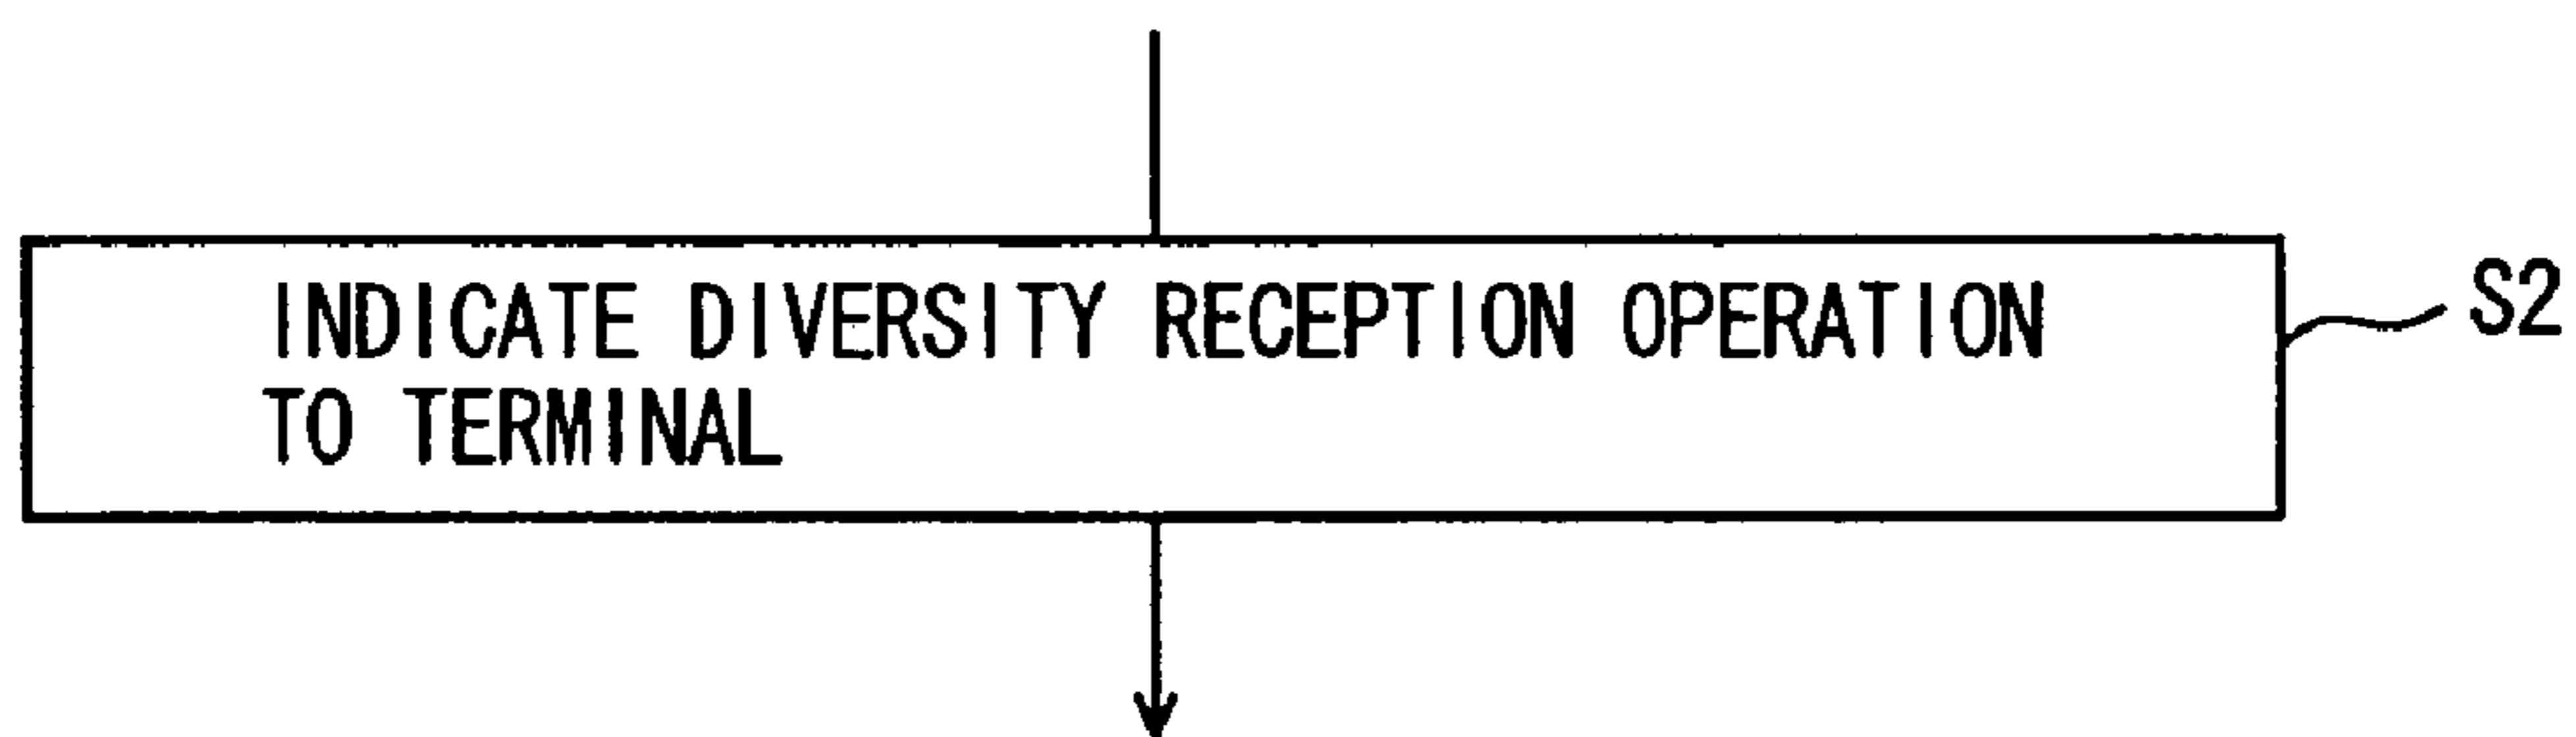 INDICATE DIVERSITY RECEPTION OPERATION
TO TERMINAL
S2